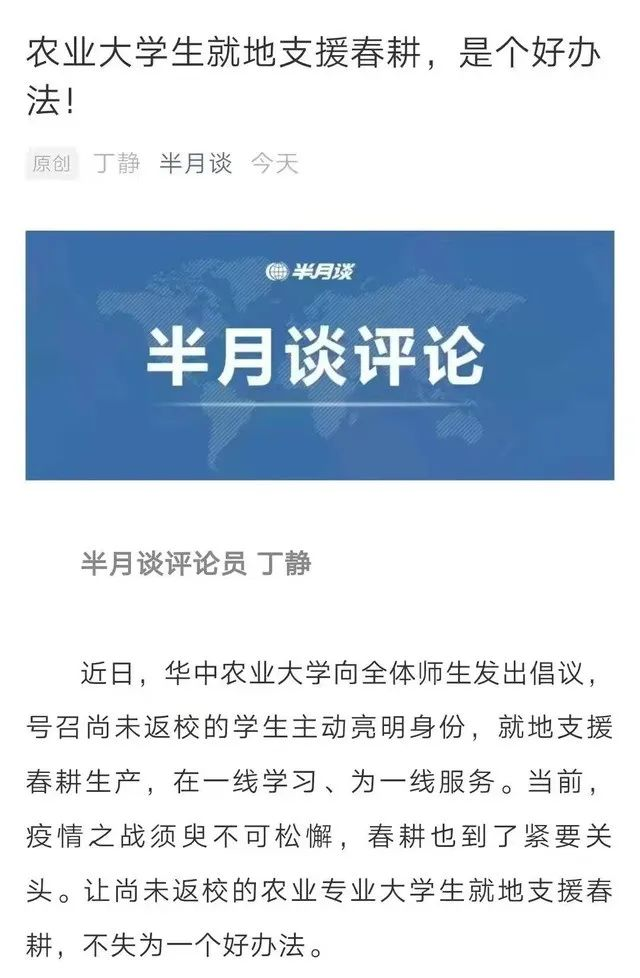 农业大学生就地支援春耕，是个好办
法！
原创 丁静 半月谈 今天
半月谈
半月谈评论
半月谈评论员 丁静
近日，华中农业大学向全体师生发出倡议，
号召尚未返校的学生主动亮明身份，就地支援
春耕生产，在一线学习、为一线服务。当前，
疫情之战须臾不可松懈，春耕也到了紧要关
头。让尚未返校的农业专业大学生就地支援春
耕，不失为一个好办法。